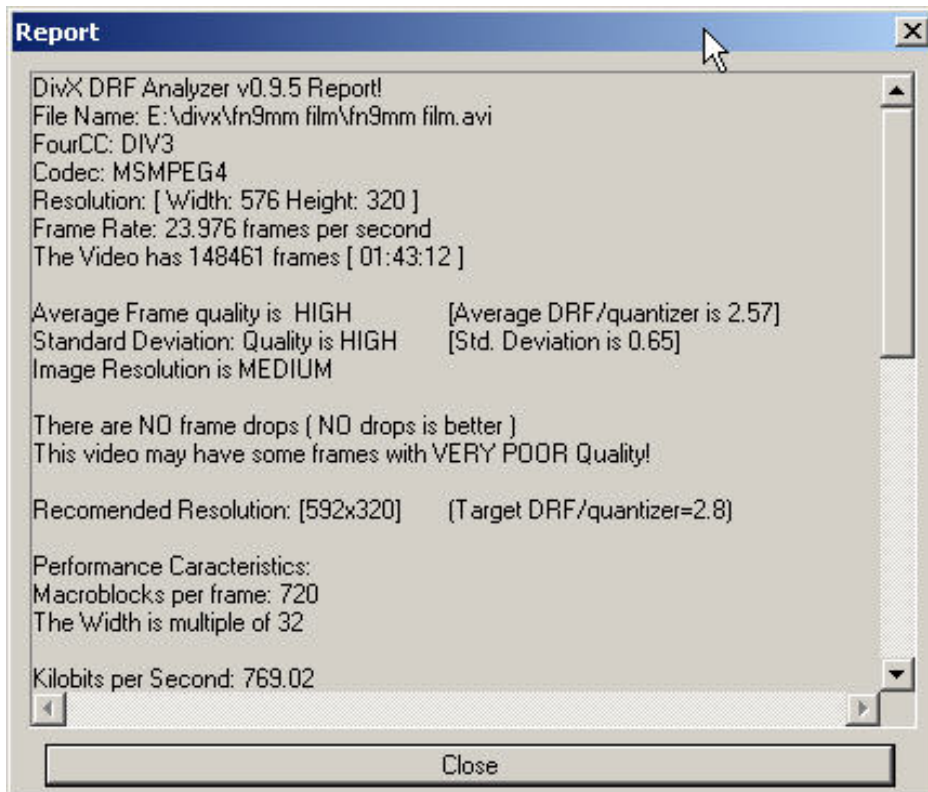 Report
DivX DRF Analyzer v0.9.5 Report!
File Name: E:\divx\fn9mm film\fn9mm film.avi
FourCC: DIV3
Codec: MSMPEG4
Resolution: [ Width: 576 Height: 320 ]
Frame Rate: 23.976 frames per second
The Video has 148461 frames [ 01:43:12 ]
Average Frame quality is  HIGH [Average DRF/quantizer is 2.57]
Standard Deviation: Quality is HIGH [Std. Deviation is 0.65]
Image Resolution is MEDIUM
There are NO frame drops ( NO drops is better )
This video may have some frames with VERY POOR Quality!
Recomended Resolution: [592x320] (Target DRF/quantizer=2.8)
Performance Caracteristics:
Macroblocks per frame: 720
The Width is multiple of 32
Kilobits per Second: 769.02
Close